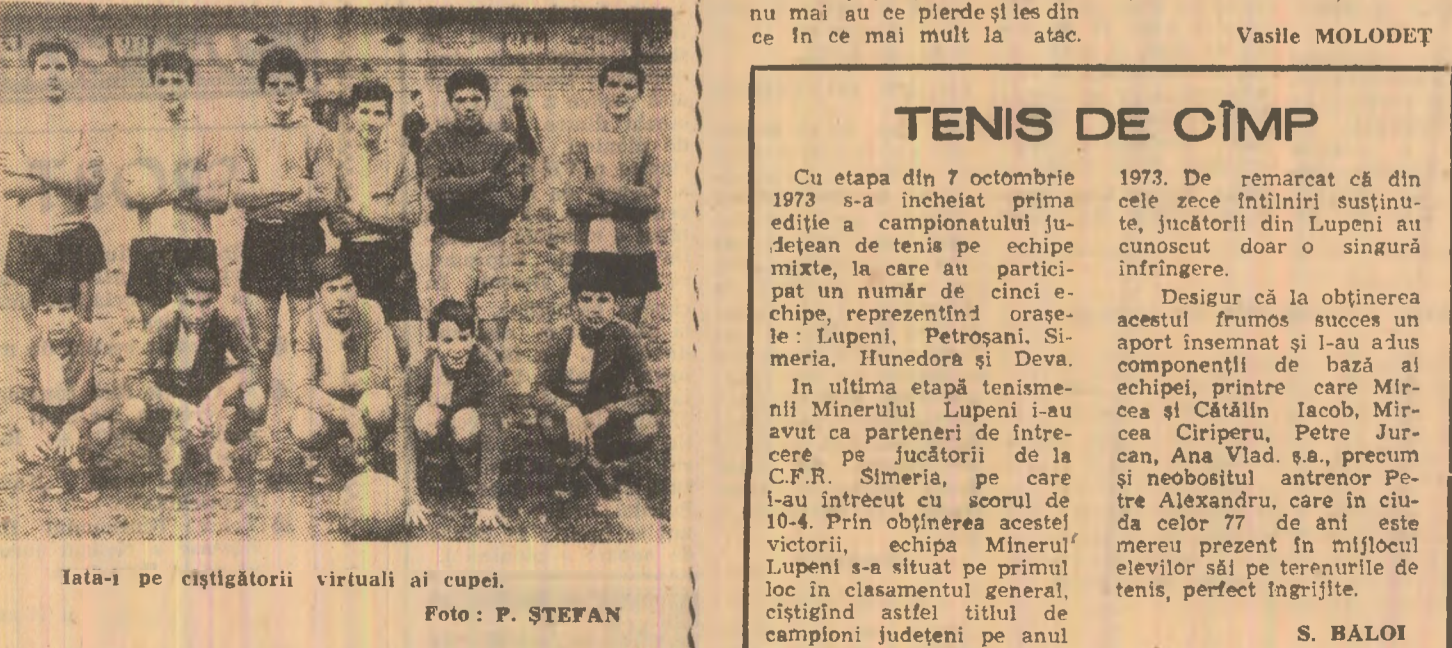 Iata-i pe cîştigătorii virtuali ai cupei.
Foto : P. ŞTEFAN
nu mai au ce pierde şi ies din
ce în ce mai mult la atac.
Vasile MOLODEŢ
TENIS DE CÎMP
Cu etapa din 7 octombrie
1973 s-a încheiat prima
ediţie a campionatului ju-
deţean de tenis pe echipe
mixte, la care au partici-
pat un număr de cinci e-
chipe, reprezentînd oraşe-
le : Lupeni, Petroşani, Si-
meria, Hunedora şi Deva.
In ultima etapă tenisme-
nii Minerului Lupeni i-au
avut ca parteneri de între-
cere pe jucătorii de la
C.F.R. Simeria, pe care
i-au întrecut cu scorul de
10-4. Prin obţinerea acestei
victorii, echipa Minerul
Lupeni s-a situat pe primul
loc în clasamentul general,
cîştigînd astfel titlul de
campioni judeţeni pe anul
1973. De remarcat că din
cele zece întîlniri susţinu-
te, jucătorii din Lupeni au
cunoscut doar o singură
infrîngere.
Desigur că la obţinerea
acestui frumos succes un
aport însemnat şi l-au adus
componenţii de bază ai
echipei, printre care Mir-
cea şi Cătălin Iacob, Mir-
cea Ciriperu, Petre Jur-
can, Ana Vlad. ş.a., precum
şi neobositul antrenor Pe-
tre Alexandru, care în ciu-
da celor 77 de ani este
mereu prezent în mijlocul
elevilor săi pe terenurile de
tenis, perfect îngrijite.
S. BĂLOI